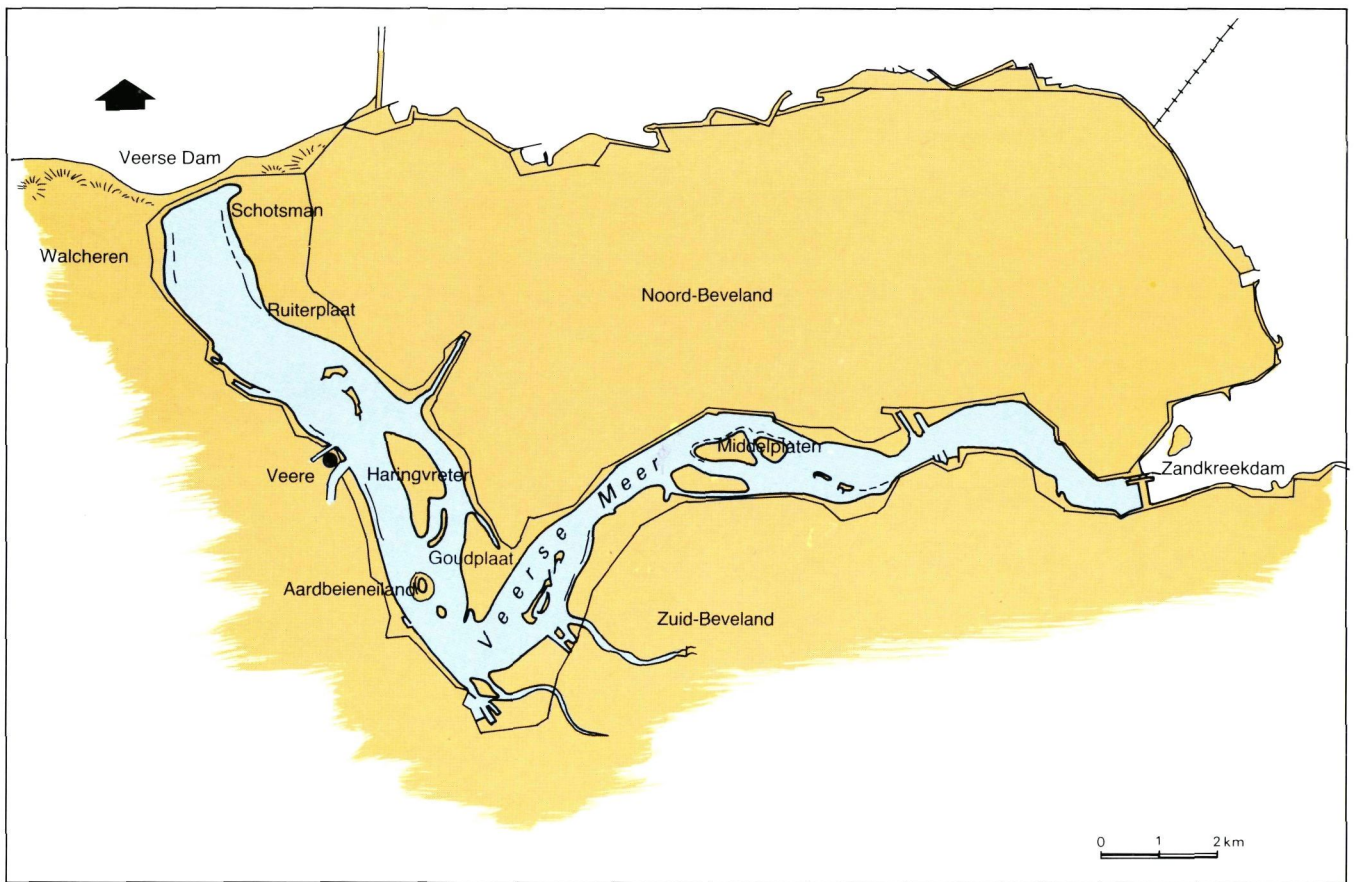 Veerse Dam
Schotsman
Walcheren
Ruiterplaat
Noord-Beveland
Veere
Haringvreter
Middelplaten
Zandkreekdam
Veerse Meer
Goudplaat
Aardbeieneiland
Zuid-Beveland
0 1 2 km